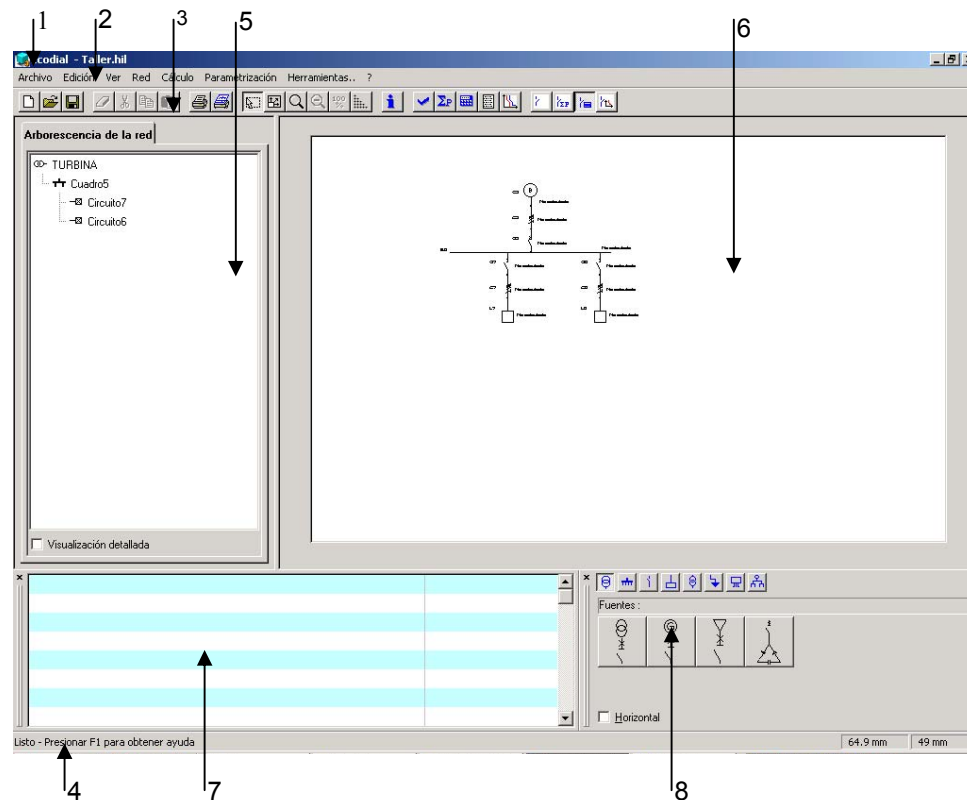 1 2 3 5 6
codial - Taller.hil
Archivo Edición Ver Red Cálculo Parametrización Herramientas.. ?
100 %
Arborescencia de la red
TURBINA
Cuadro5
Circuito7
Circuito6
Visualización detallada
Fuentes :
Horizontal
Listo - Presionar F1 para obtener ayuda
64.9 mm 49 mm
4 7 8